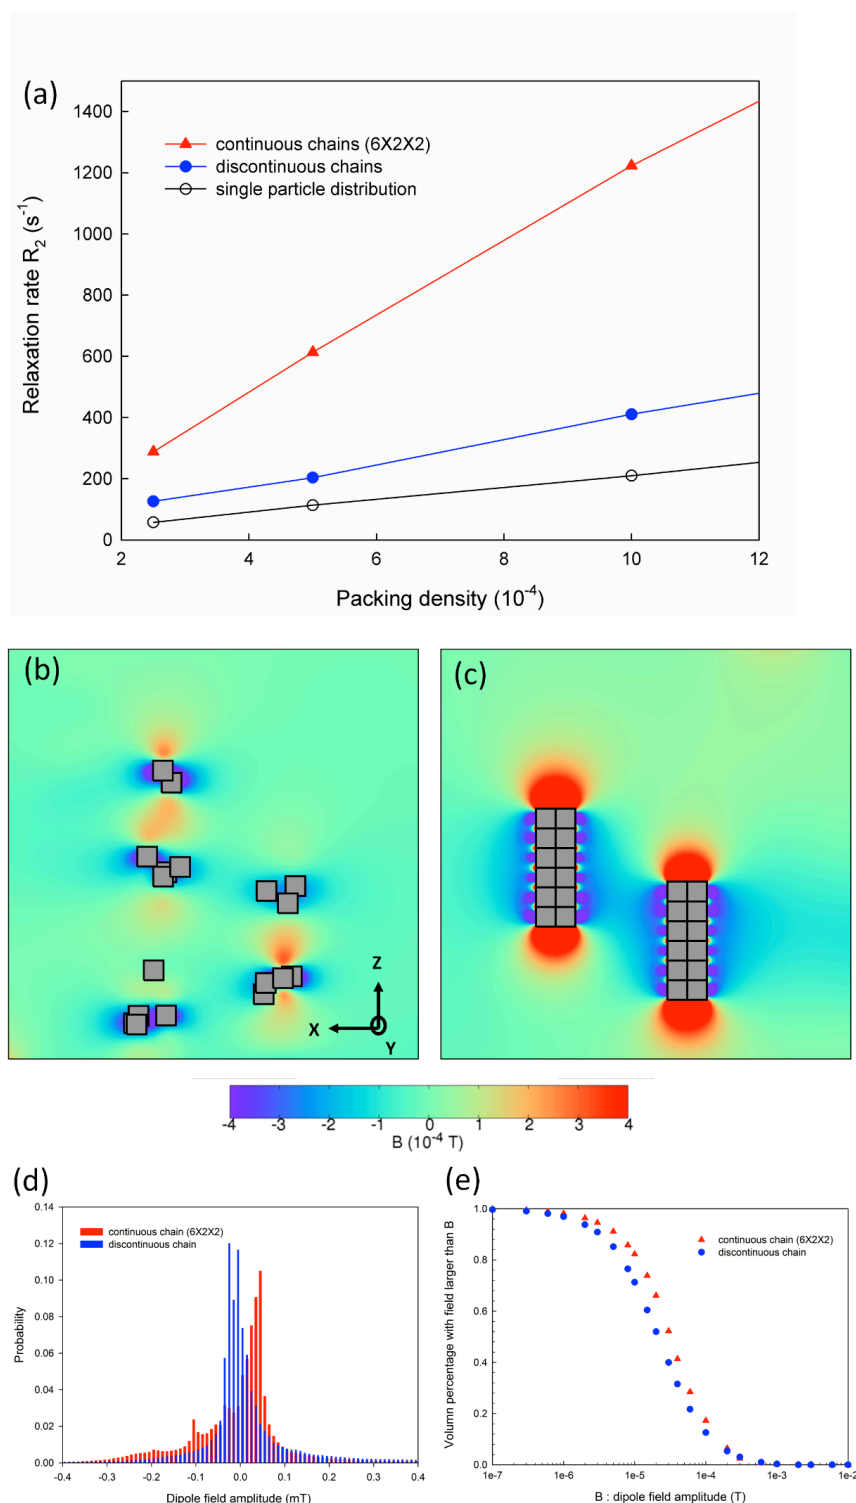 (a)
1400
1200
1000
800
600
400
200
0
Relaxation rate R2 (s-1)
continuous chains (6X2X2)
discontinuous chains
single particle distribution
2 4 6 8 10 12
Packing density (10-4)
(b)
Z
X
Y
(c)
-4 -3 -2 -1 0 1 2 3 4
B (10-4 T)
(d)
0.14
0.12
0.10
0.08
0.06
0.04
0.02
0.00
Probability
continuous chain (6X2X2)
discontinuous chain
-0.4 -0.3 -0.2 -0.1 0.0 0.1 0.2 0.3 0.4
Dipole field amplitude (mT)
(e)
1.0
0.8
0.6
0.4
0.2
0.0
Volumn percentage with field larger than B
continuous chain (6X2X2)
discontinuous chain
1e-7 1e-6 1e-5 1e-4 1e-3 1e-2
B : dipole field amplitude (T)